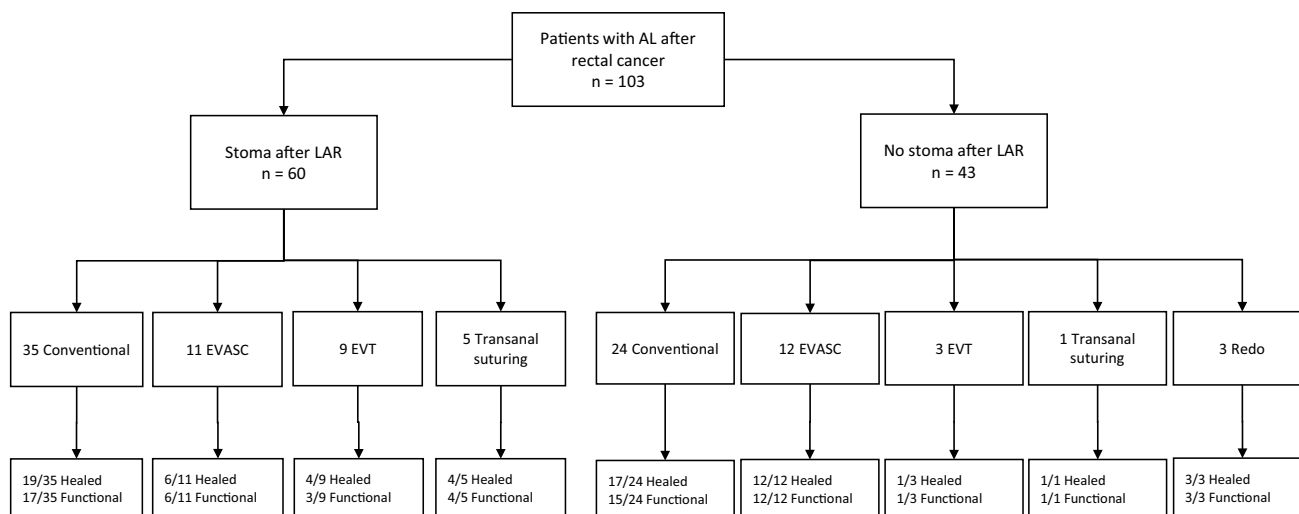 Patients with AL after
rectal cancer
n = 103
Stoma after LAR
n = 60
No stoma after LAR
n = 43
35 Conventional
11 EVASC
9 EVT
5 Transanal
suturing
24 Conventional
12 EVASC
3 EVT
1 Transanal
suturing
3 Redo
19/35 Healed
17/35 Functional
6/11 Healed
6/11 Functional
4/9 Healed
3/9 Functional
4/5 Healed
4/5 Functional
17/24 Healed
15/24 Functional
12/12 Healed
12/12 Functional
1/3 Healed
1/3 Functional
1/1 Healed
1/1 Functional
3/3 Healed
3/3 Functional